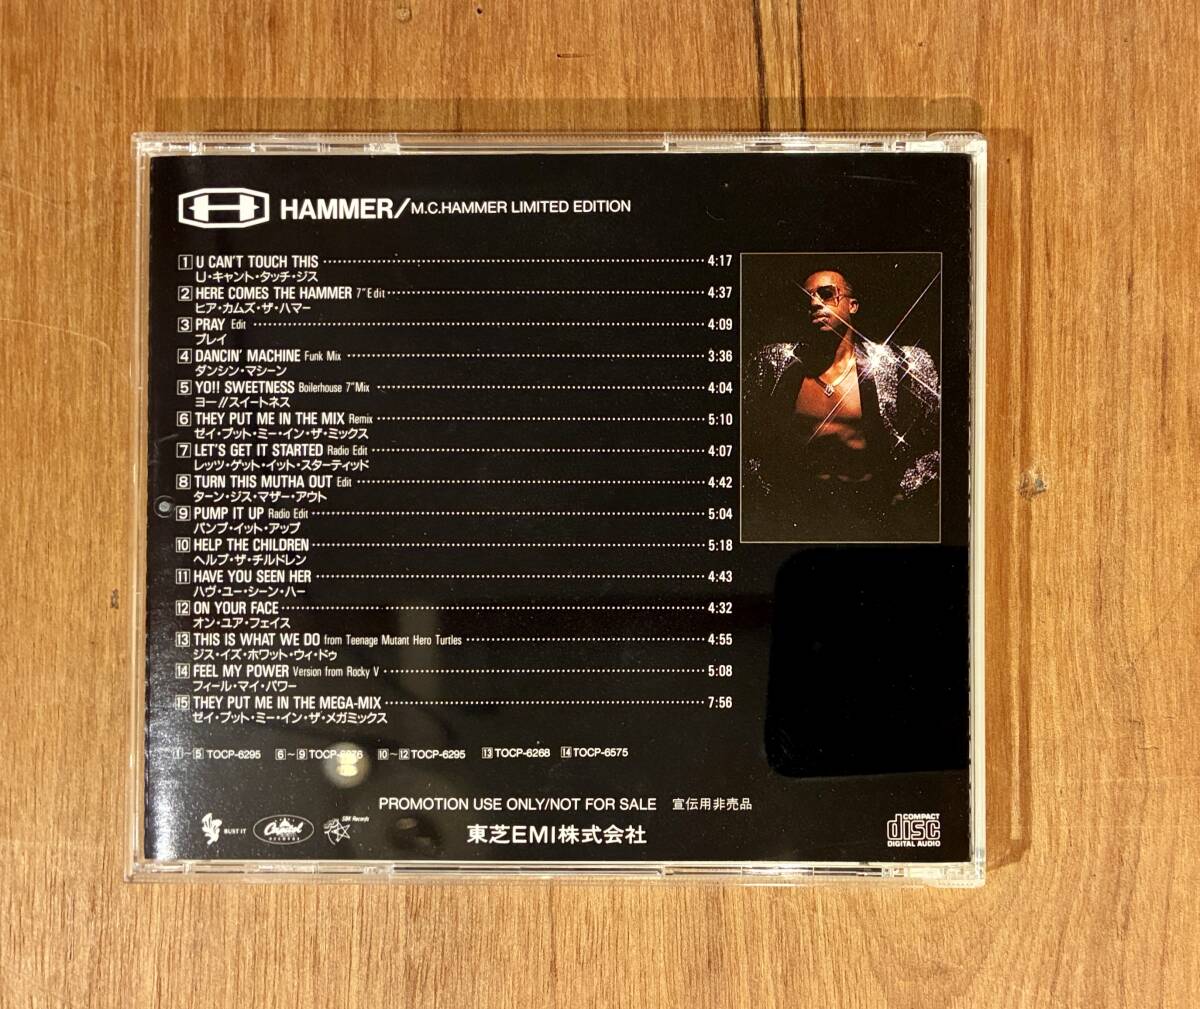 HAMMER/M.C.HAMMER LIMITED EDITION
1 U CAN'T TOUCH THIS 4:17
U・キャント・タッチ・ジス
2 HERE COMES THE HAMMER 7"Edit 4:37
ヒア・カムズ・ザ・ハマー
3 PRAY Edit 4:09
プレイ
4 DANCIN' MACHINE Funk Mix 3:36
ダンシン・マシーン
5 YO!! SWEETNESS Boilerhouse 7"Mix 4:04
ヨー//スイートネス
6 THEY PUT ME IN THE MIX Remix 5:10
ゼイ・プット・ミー・イン・ザ・ミックス
7 LET'S GET IT STARTED Radio Edit 4:07
レッツ・ゲット・イット・スターティッド
8 TURN THIS MUTHA OUT Edit 4:42
ターン・ジス・マザー・アウト
9 PUMP IT UP Radio Edit 5:04
パンプ・イット・アップ
10 HELP THE CHILDREN 5:18
ヘルプ・ザ・チルドレン
11 HAVE YOU SEEN HER 4:43
ハヴ・ユー・シーン・ハー
12 ON YOUR FACE 4:32
オン・ユア・フェイス
13 THIS IS WHAT WE DO from Teenage Mutant Hero Turtles 4:55
ジス・イズ・ホワット・ウィ・ドゥ
14 FEEL MY POWER Version from Rocky V 5:08
フィール・マイ・パワー
15 THEY PUT ME IN THE MEGA-MIX 7:56
ゼイ・プット・ミー・イン・ザ・メガミックス
1~5 TOCP-6295 6~9 10~12 TOCP-6295 13 TOCP-6268 14 TOCP-6575
PROMOTION USE ONLY/NOT FOR SALE 宣伝用非売品
BUST IT Capitol RECORDS SBK Records 東芝EMI株式会社
COMPACT disc DIGITAL AUDIO